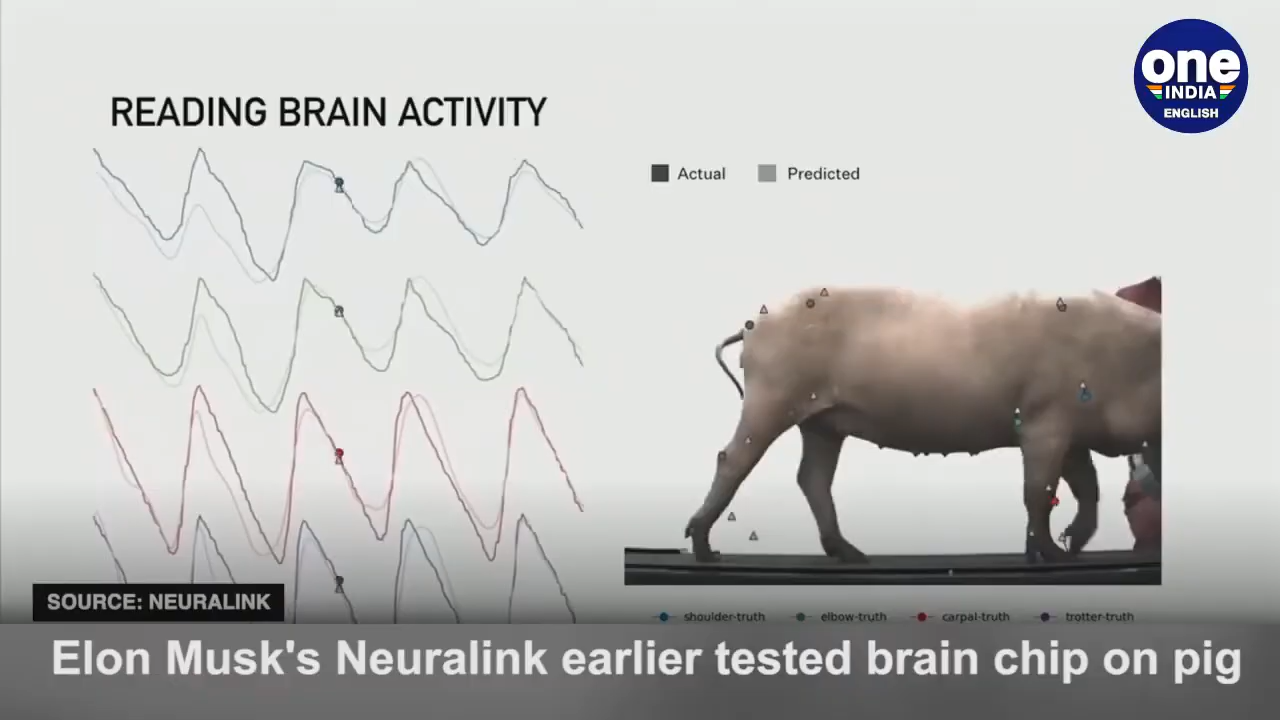 one
INDIA
ENGLISH
READING BRAIN ACTIVITY
Actual Predicted
SOURCE: NEURALINK
shoulder-truth elbow-truth carpal-truth trotter-truth
Elon Musk's Neuralink earlier tested brain chip on pig